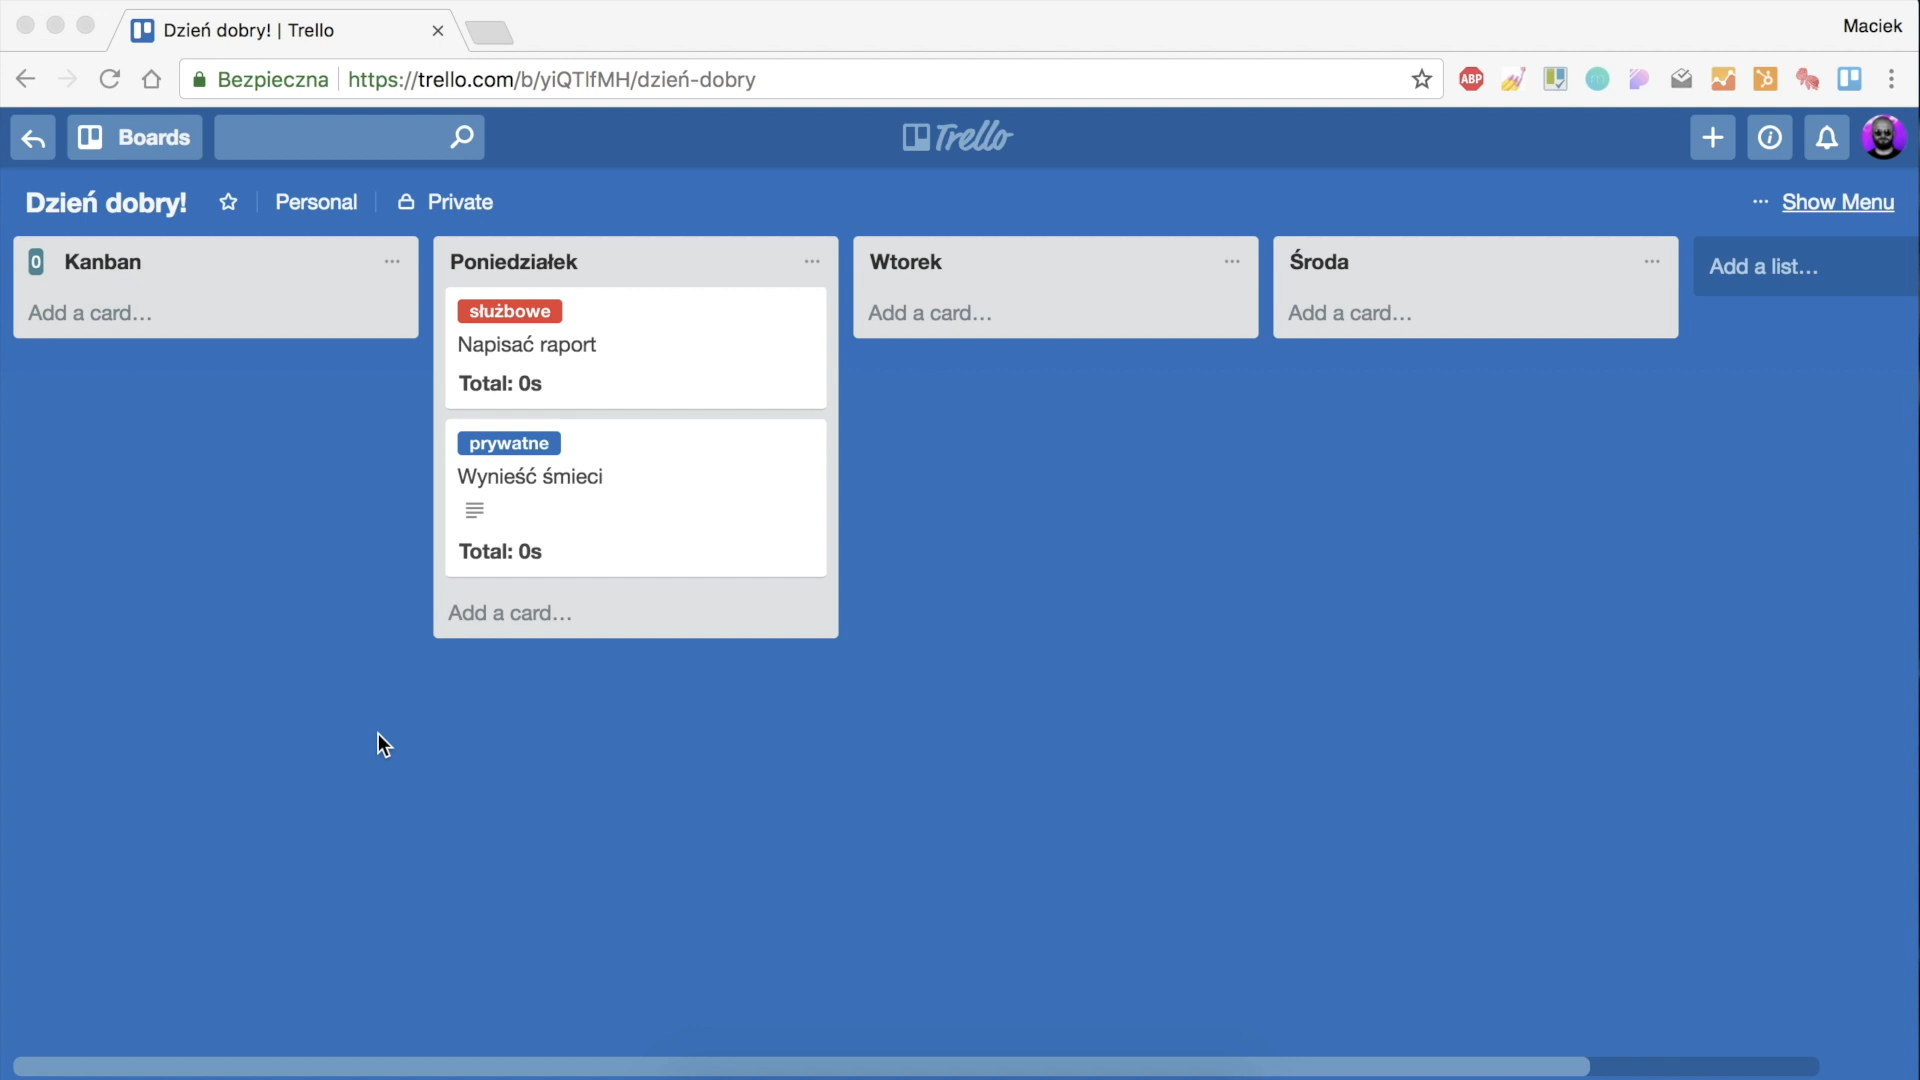 Dzień dobry! | Trello
Maciek
Bezpieczna https://trello.com/b/yiQTlfMH/dzień-dobry
ABP
m
Boards
Trello
Dzień dobry! Personal Private
··· Show Menu
0 Kanban ···
Add a card…
Poniedziałek ···
służbowe
Napisać raport
Total: 0s
prywatne
Wynieść śmieci
Total: 0s
Add a card…
Wtorek ···
Add a card…
Środa ···
Add a card…
Add a list…